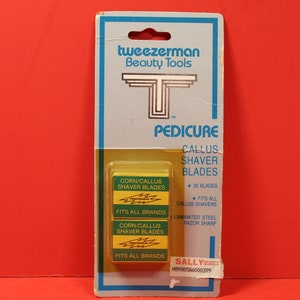 tweezerman
Beauty Tools
T
™
PEDICURE
CALLUS
SHAVER
BLADES
• 20 BLADES
• FITS ALL
CALLUS SHAVERS
• LAMINATED STEEL
RAZOR SHARP
CORN/CALLUS
SHAVER BLADES
FITS ALL BRANDS
CORN/CALLUS
SHAVER BLADES
FITS ALL BRANDS
SALLY